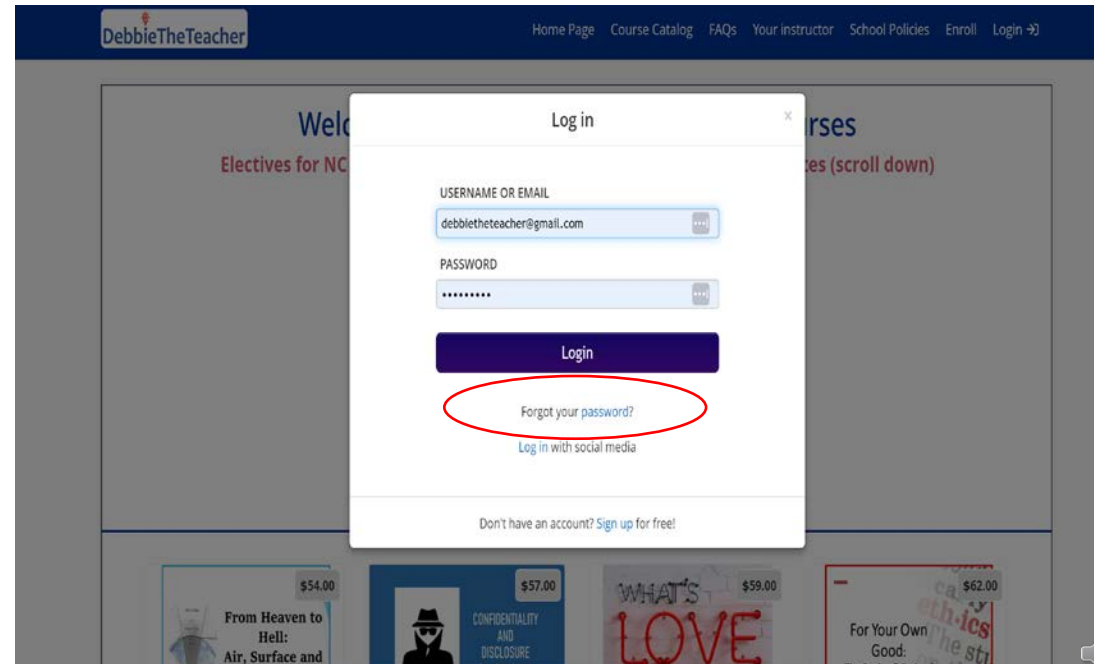 DebbieTheTeacher
Home Page Course Catalog FAQs Your instructor School Policies Enroll Login
Log in
×
Electives for NC
(scroll down)
USERNAME OR EMAIL
debbietheteacher@gmail.com
PASSWORD
•••••••••
Login
Forgot your password?
Log in with social media
Don't have an account? Sign up for free!
$54.00
From Heaven to
Hell:
Air, Surface and
$57.00
CONFIDENTIALITY
AND
DISCLOSURE
$59.00
WHAT'S
LOVE
$62.00
For Your Own
Good: